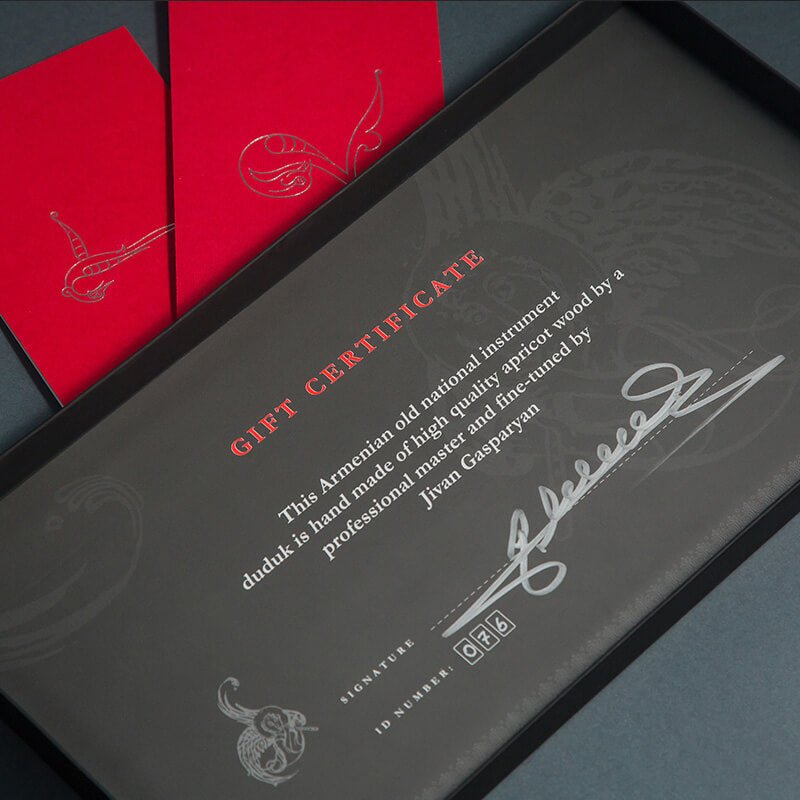 GIFT CERTIFICATE
This Armenian old national instrument
duduk is hand made of high quality apricot wood by a
professional master and fine-tuned by
Jivan Gasparyan
SIGNATURE
ID NUMBER: 076